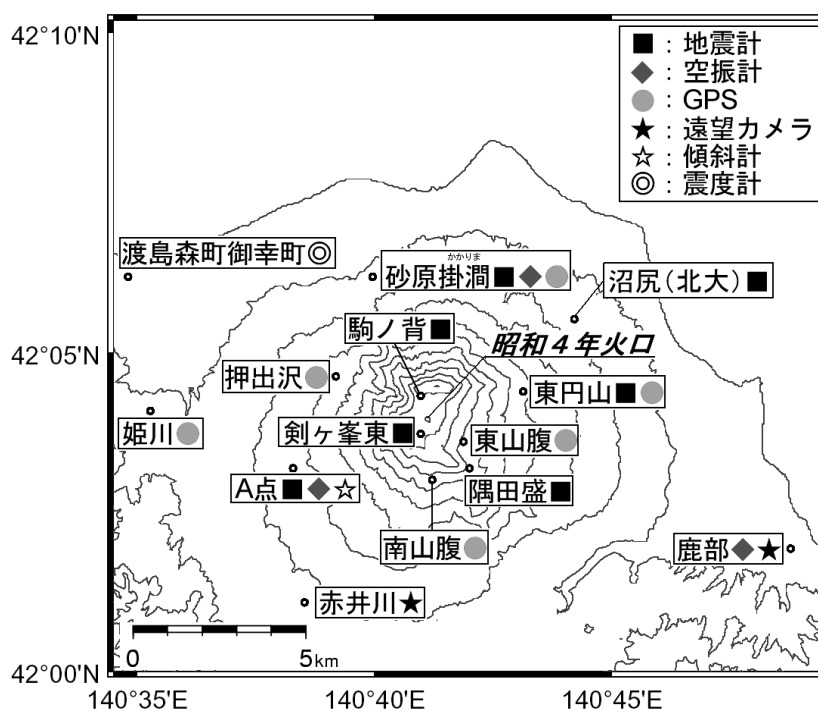 42°10'N
■：地震計
◆：空振計
●：GPS
★：遠望カメラ
☆：傾斜計
◎：震度計
渡島森町御幸町◎
かかりま
砂原掛澗■◆●
沼尻（北大）■
駒ノ背■
昭和４年火口
42°05'N
押出沢●
東円山■●
姫川●
剣ヶ峯東■
東山腹●
A点■◆☆
隅田盛■
南山腹●
鹿部◆★
赤井川★
0
5km
42°00'N
140°35'E
140°40'E
140°45'E